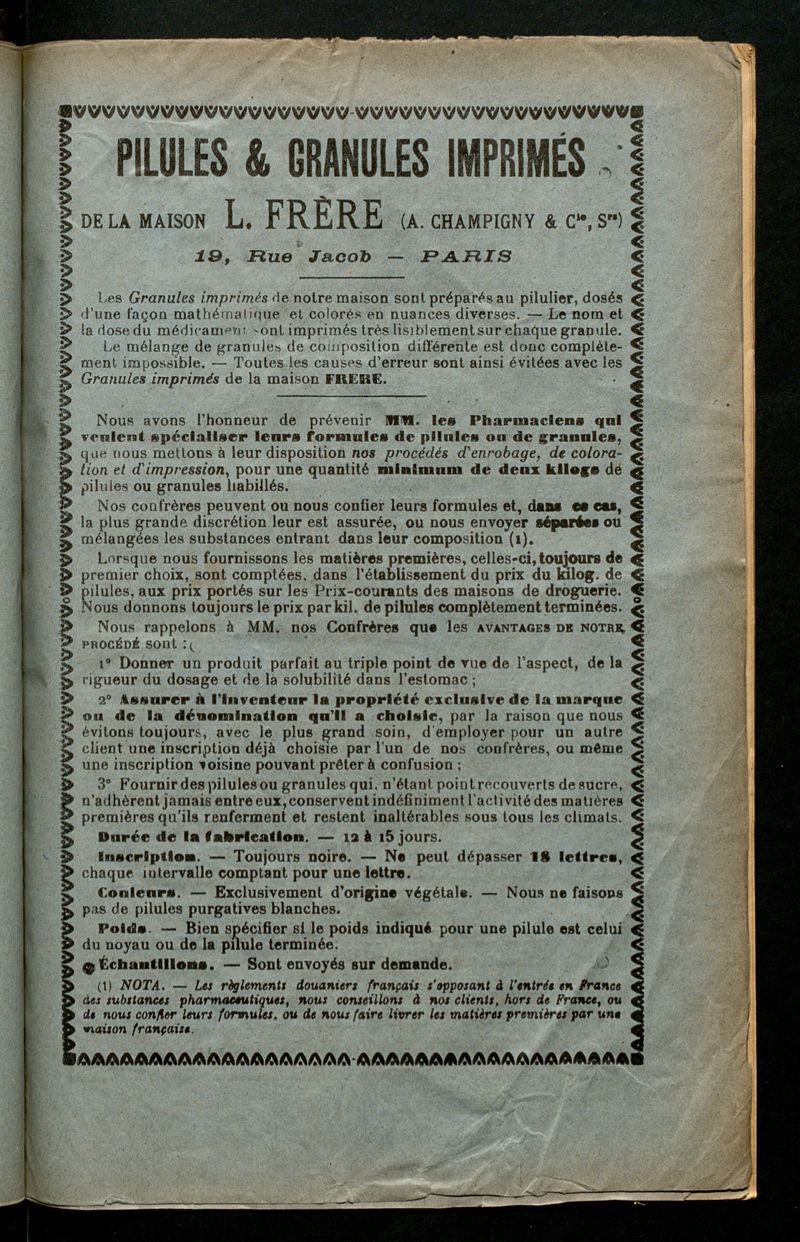 PILULES & GRANULES IMPRIMÉS
DE LA MAISON L. FRÈRE (A. CHAMPIGNY & Cie, Srs)
19, Rue Jacob — PARIS
Les Granules imprimés de notre maison sont préparés au pilulier, dosés
d'une façon mathématique et colorés en nuances diverses. — Le nom et
la dose du médicament sont imprimés très lisiblement sur chaque granule.
Le mélange de granules de composition différente est donc complète-
ment impossible. — Toutes les causes d'erreur sont ainsi évitées avec les
Granules imprimés de la maison FRERE.
Nous avons l'honneur de prévenir MM. les Pharmaciens qui
veulent spécialiser leurs formules de pilules ou de granules,
que nous mettons à leur disposition nos procédés d'enrobage, de colora-
tion et d'impression, pour une quantité minimum de deux kilogs de
pilules ou granules habillés.
Nos confrères peuvent ou nous confier leurs formules et, dans ce cas,
la plus grande discrétion leur est assurée, ou nous envoyer séparées ou
mélangées les substances entrant dans leur composition (1).
Lorsque nous fournissons les matières premières, celles-ci, toujours de
premier choix, sont comptées, dans l'établissement du prix du kilog. de
pilules, aux prix portés sur les Prix-courants des maisons de droguerie.
Nous donnons toujours le prix par kil. de pilules complètement terminées.
Nous rappelons à MM. nos Confrères que les AVANTAGES DE NOTRE
PROCÉDÉ sont :
1° Donner un produit parfait au triple point de vue de l'aspect, de la
rigueur du dosage et de la solubilité dans l'estomac ;
2° Assurer à l'inventeur la propriété exclusive de la marque
ou de la dénomination qu'il a choisie, par la raison que nous
évitons toujours, avec le plus grand soin, d'employer pour un autre
client une inscription déjà choisie par l'un de nos confrères, ou même
une inscription voisine pouvant prêter à confusion ;
3° Fournir des pilules ou granules qui, n'étant point recouverts de sucre,
n'adhèrent jamais entre eux, conservent indéfiniment l'activité des matières
premières qu'ils renferment et restent inaltérables sous tous les climats.
Durée de la fabrication. — 12 à 15 jours.
Inscription. — Toujours noire. — Ne peut dépasser 18 lettres,
chaque intervalle comptant pour une lettre.
Couleurs. — Exclusivement d'origine végétale. — Nous ne faisons
pas de pilules purgatives blanches.
Poids. — Bien spécifier si le poids indiqué pour une pilule est celui
du noyau ou de la pilule terminée.
Échantillons. — Sont envoyés sur demande.
(1) NOTA. — Les règlements douaniers français s'opposant à l'entrée en France
des substances pharmaceutiques, nous conseillons à nos clients, hors de France, ou
de nous confier leurs formules, ou de nous faire livrer les matières premières par une
maison française.